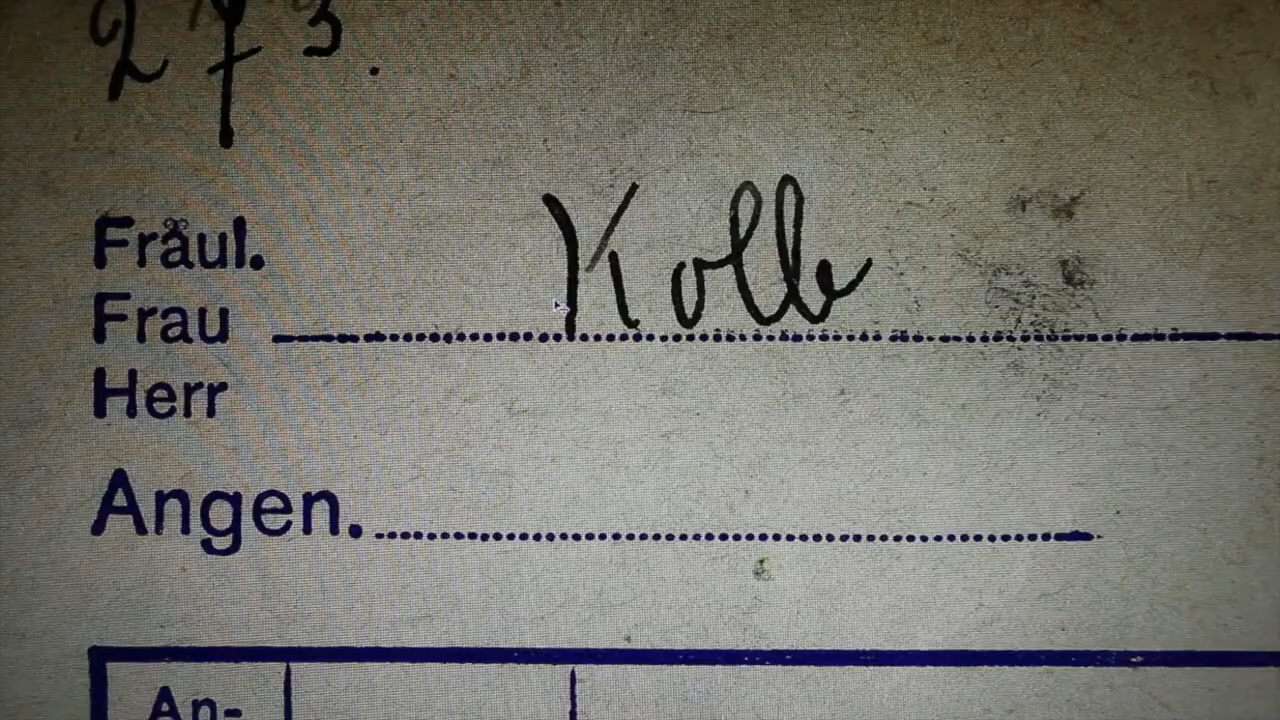 273.
Fräul.
Kolb
Frau
Herr
Angen.
An-